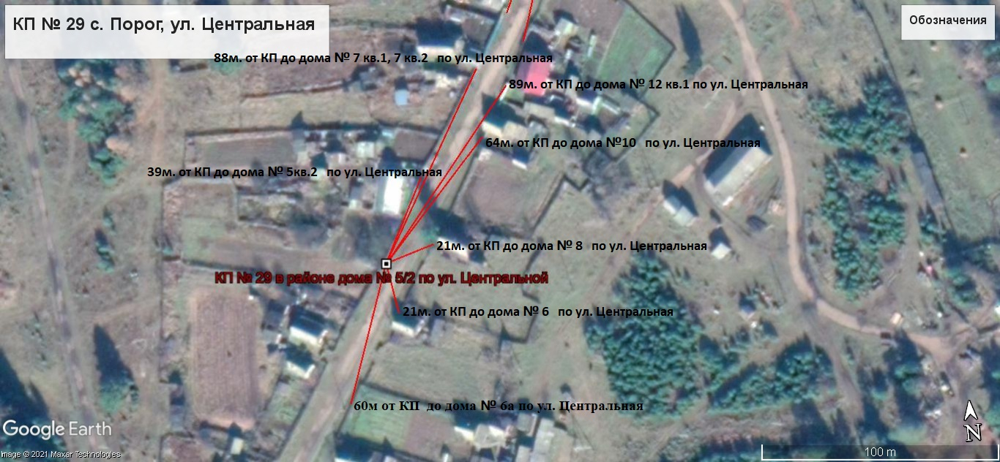 КП № 29 с. Порог, ул. Центральная
Обозначения
88м. от КП до дома № 7 кв.1, 7 кв.2 по ул. Центральная
89м. от КП до дома № 12 кв.1 по ул. Центральная
64м. от КП до дома №10 по ул. Центральная
39м. от КП до дома № 5кв.2 по ул. Центральная
21м. от КП до дома № 8 по ул. Центральная
КП № 29 в районе дома № 5/2 по ул. Центральной
21м. от КП до дома № 6 по ул. Центральная
60м от КП до дома № 6а по ул. Центральная
Google Earth
N
100 m
Image © 2021 Maxar Technologies